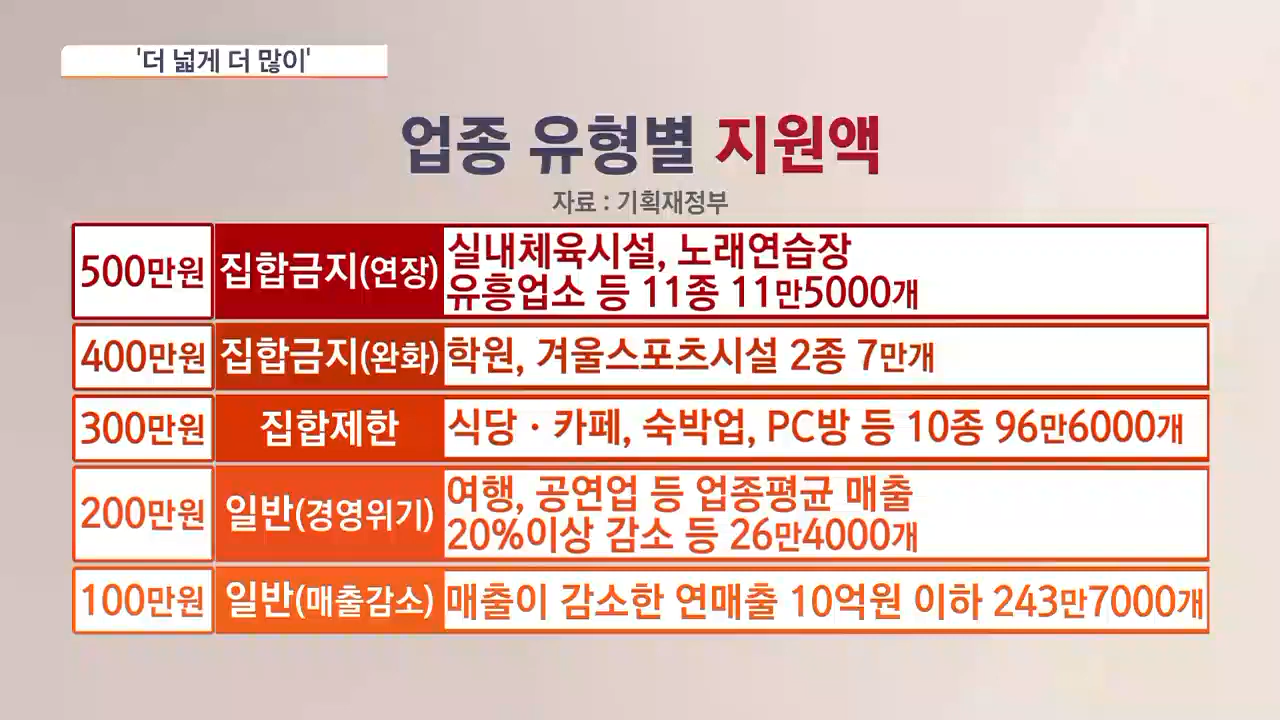 '더 넓게 더 많이'
업종 유형별 지원액
자료 : 기획재정부
500만원 집합금지(연장) 실내체육시설, 노래연습장
유흥업소 등 11종 11만5000개
400만원 집합금지(완화) 학원, 겨울스포츠시설 2종 7만개
300만원 집합제한 식당·카페, 숙박업, PC방 등 10종 96만6000개
200만원 일반(경영위기) 여행, 공연업 등 업종평균 매출
20%이상 감소 등 26만4000개
100만원 일반(매출감소) 매출이 감소한 연매출 10억원 이하 243만7000개